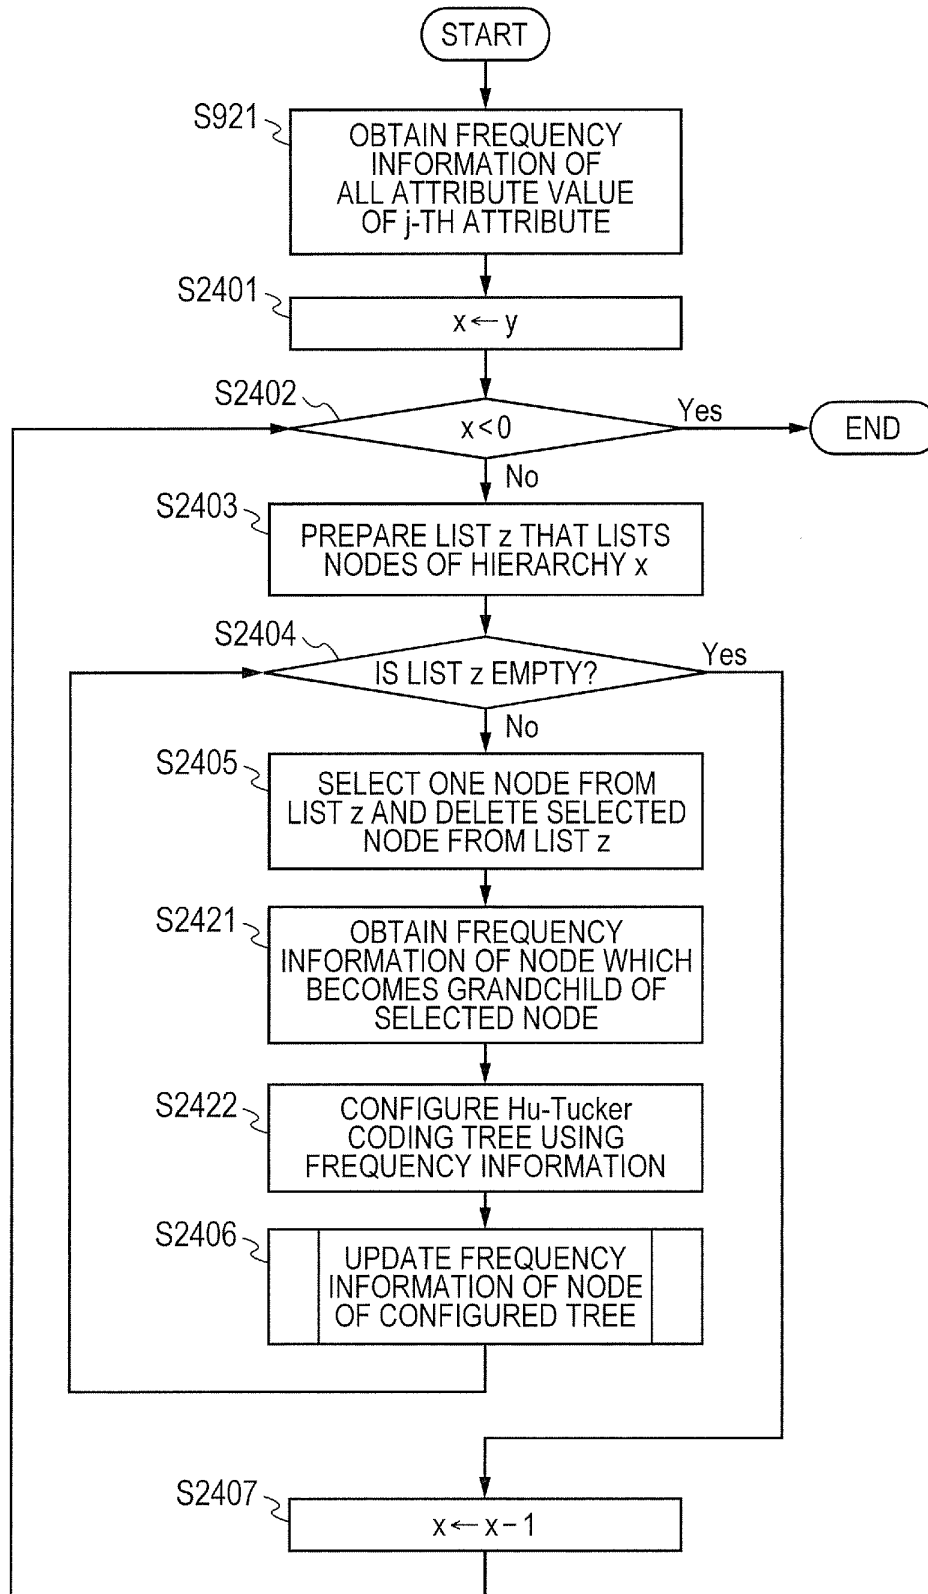 START
S921
OBTAIN FREQUENCY
INFORMATION OF
ALL ATTRIBUTE VALUE
OF j-TH ATTRIBUTE
S2401
x ← y
S2402
x<0
Yes
END
No
S2403
PREPARE LIST z THAT LISTS
NODES OF HIERARCHY x
S2404
IS LIST z EMPTY?
Yes
No
S2405
SELECT ONE NODE FROM
LIST z AND DELETE SELECTED
NODE FROM LIST z
S2421
OBTAIN FREQUENCY
INFORMATION OF NODE WHICH
BECOMES GRANDCHILD OF
SELECTED NODE
S2422
CONFIGURE Hu-Tucker
CODING TREE USING
FREQUENCY INFORMATION
S2406
UPDATE FREQUENCY
INFORMATION OF NODE
OF CONFIGURED TREE
S2407
x ← x − 1